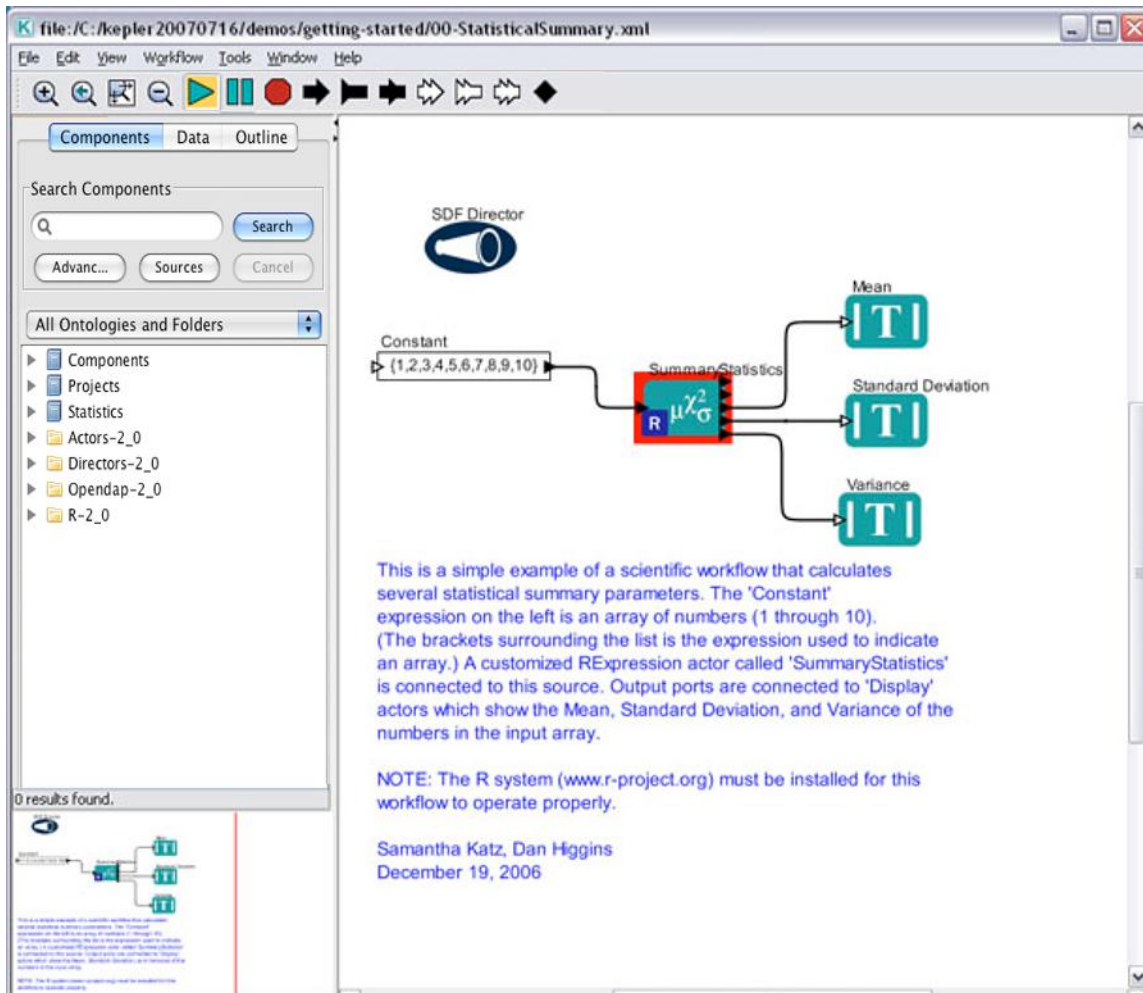 file:/C:/kepler20070716/demos/getting-started/00-StatisticalSummary.xml
File Edit View Workflow Tools Window Help
Components Data Outline
Search Components
Search
Advanc... Sources Cancel
All Ontologies and Folders
Components
Projects
Statistics
Actors-2_0
Directors-2_0
Opendap-2_0
R-2_0
0 results found.
SDF Director
Constant
{1,2,3,4,5,6,7,8,9,10}
SummaryStatistics
R μχ²σ
Mean
T
Standard Deviation
T
Variance
T
This is a simple example of a scientific workflow that calculates
several statistical summary parameters. The 'Constant'
expression on the left is an array of numbers (1 through 10).
(The brackets surrounding the list is the expression used to indicate
an array.) A customized RExpression actor called 'SummaryStatistics'
is connected to this source. Output ports are connected to 'Display'
actors which show the Mean, Standard Deviation, and Variance of the
numbers in the input array.
NOTE: The R system (www.r-project.org) must be installed for this
workflow to operate properly.
Samantha Katz, Dan Higgins
December 19, 2006